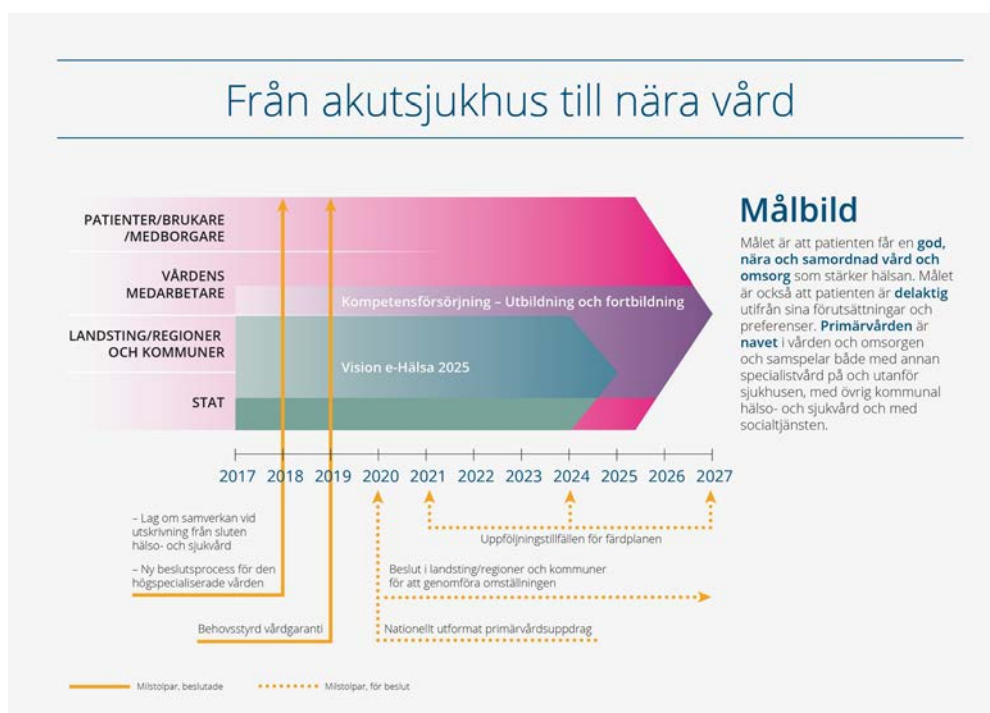 Från akutsjukhus till nära vård
PATIENTER/BRUKARE
/MEDBORGARE
VÅRDENS
MEDARBETARE
LANDSTING/REGIONER
OCH KOMMUNER
STAT
Kompetensförsörjning – Utbildning och fortbildning
Vision e-Hälsa 2025
Målbild
Målet är att patienten får en god,
nära och samordnad vård och
omsorg som stärker hälsan. Målet
är också att patienten är delaktig
utifrån sina förutsättningar och
preferenser. Primärvården är
navet i vården och omsorgen
och samspelar både med annan
specialistvård på och utanför
sjukhusen, med övrig kommunal
hälso- och sjukvård och med
socialtjänsten.
2017 2018 2019 2020 2021 2022 2023 2024 2025 2026 2027
– Lag om samverkan vid
utskrivning från sluten
hälso- och sjukvård
– Ny beslutsprocess för den
högspecialiserade vården
Behovsstyrd vårdgaranti
Uppföljningstillfällen för färdplanen
Beslut i landsting/regioner och kommuner
för att genomföra omställningen
Nationellt utformat primärvårdsuppdrag
Milstolpar, beslutade
Milstolpar, för beslut